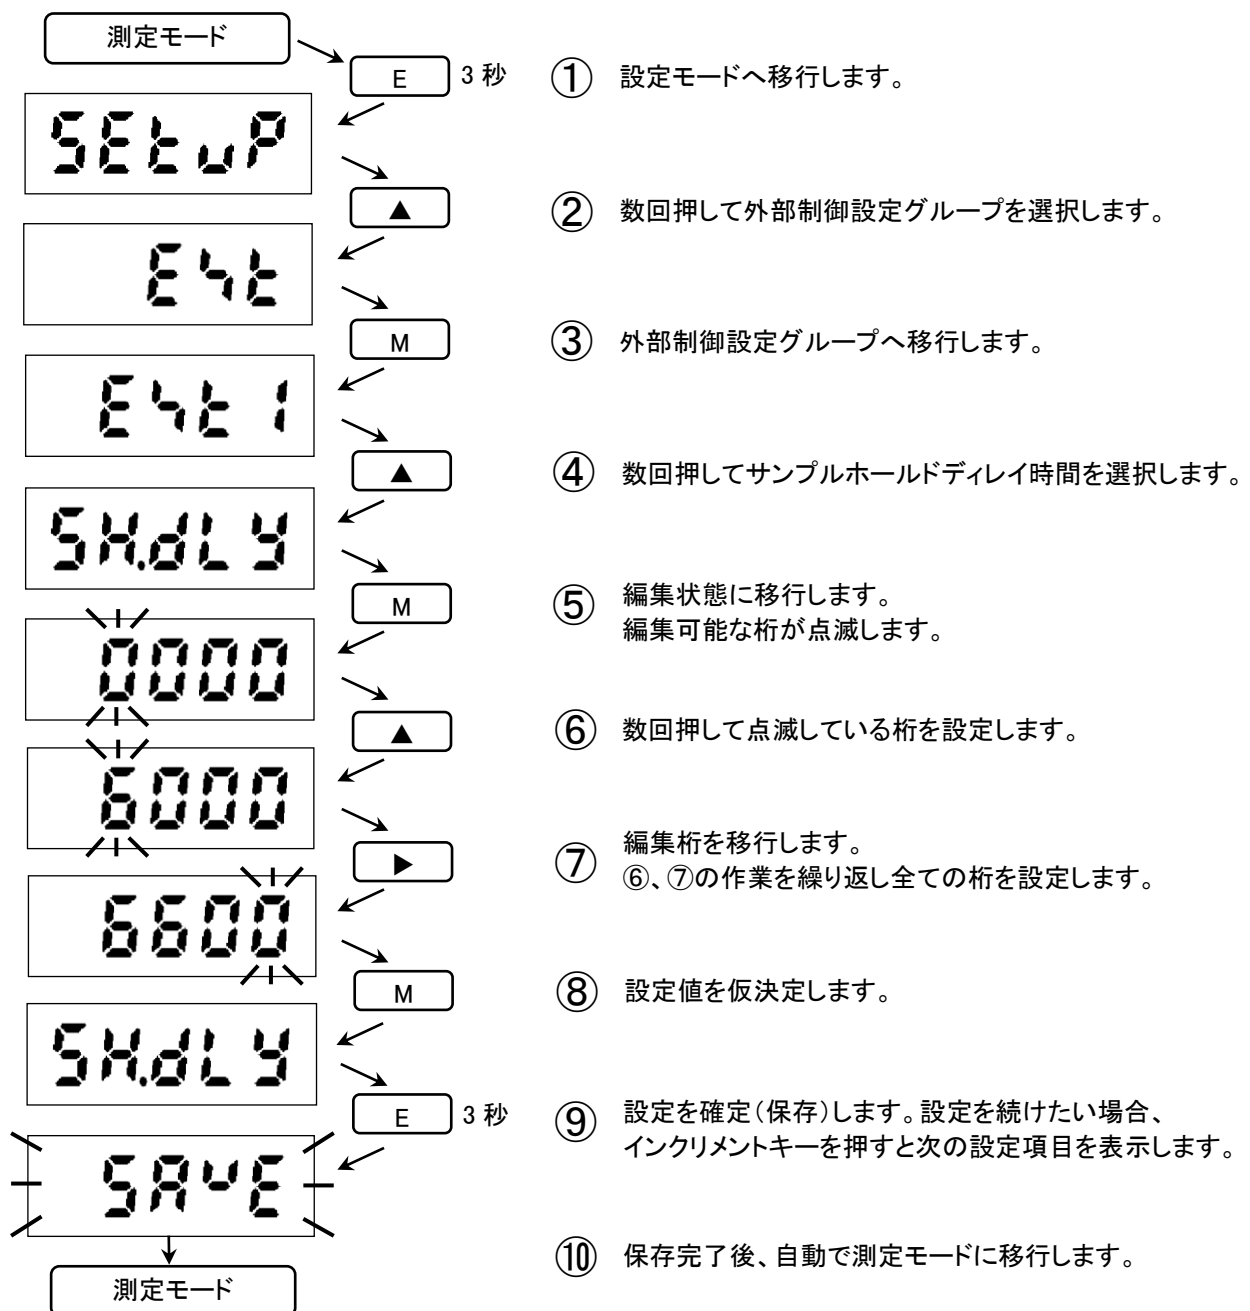 測定モード
E 3 秒 ① 設定モードへ移行します。
SEtuP
▲ ② 数回押して外部制御設定グループを選択します。
E㆔t
M ③ 外部制御設定グループへ移行します。
t 1
▲ ④ 数回押してサンプルホールドディレイ時間を選択します。
SH.dLY
M ⑤ 編集状態に移行します。
編集可能な桁が点滅します。
0000
▲ ⑥ 数回押して点滅している桁を設定します。
6000
▶ ⑦ 編集桁を移行します。
⑥、⑦の作業を繰り返し全ての桁を設定します。
6600
M ⑧ 設定値を仮決定します。
SH.dLY
E 3 秒 ⑨ 設定を確定(保存)します。設定を続けたい場合、
インクリメントキーを押すと次の設定項目を表示します。
SAvE
⑩ 保存完了後、自動で測定モードに移行します。
測定モード